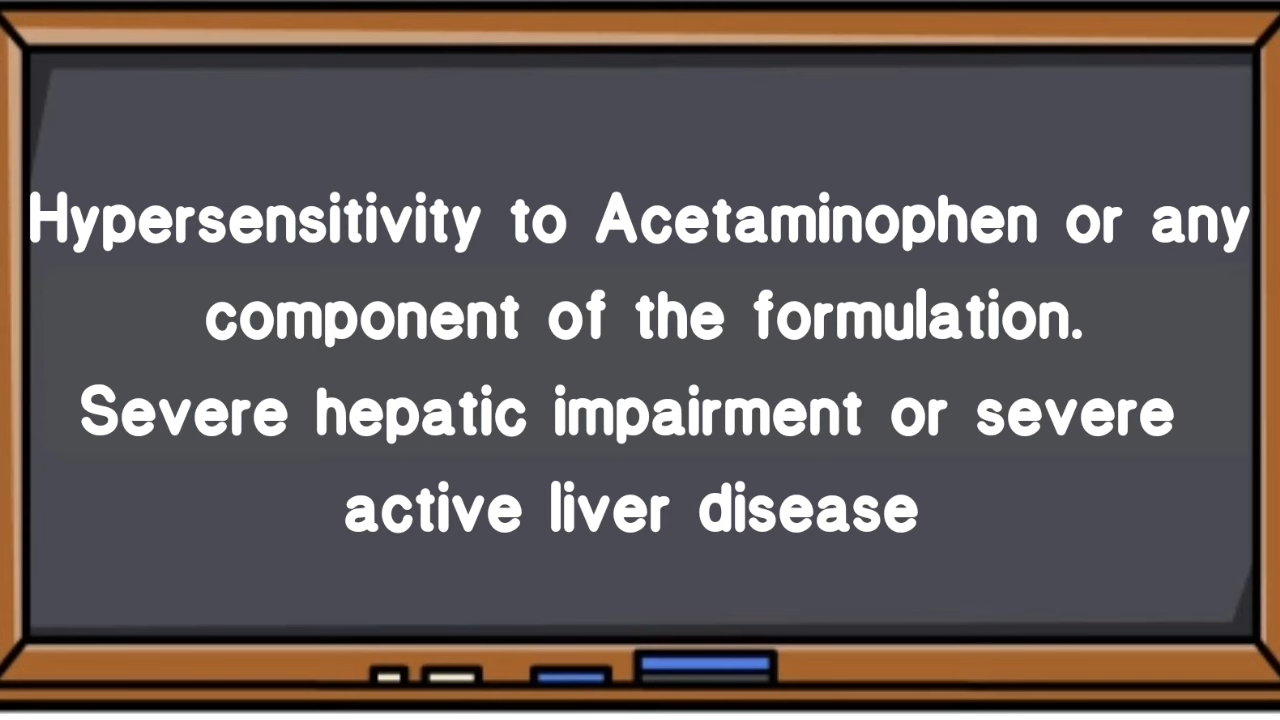 Hypersensitivity to Acetaminophen or any
component of the formulation.
Severe hepatic impairment or severe
active liver disease